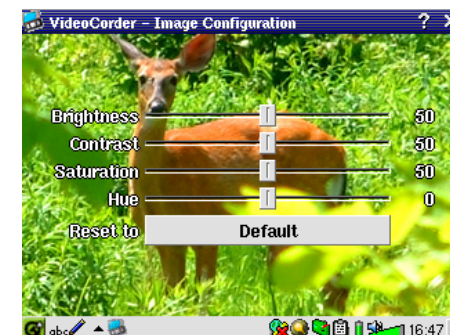 VideoCorder – Image Configuration ? X
Brightness 50
Contrast 50
Saturation 50
Hue 0
Reset to Default
abc 16:47